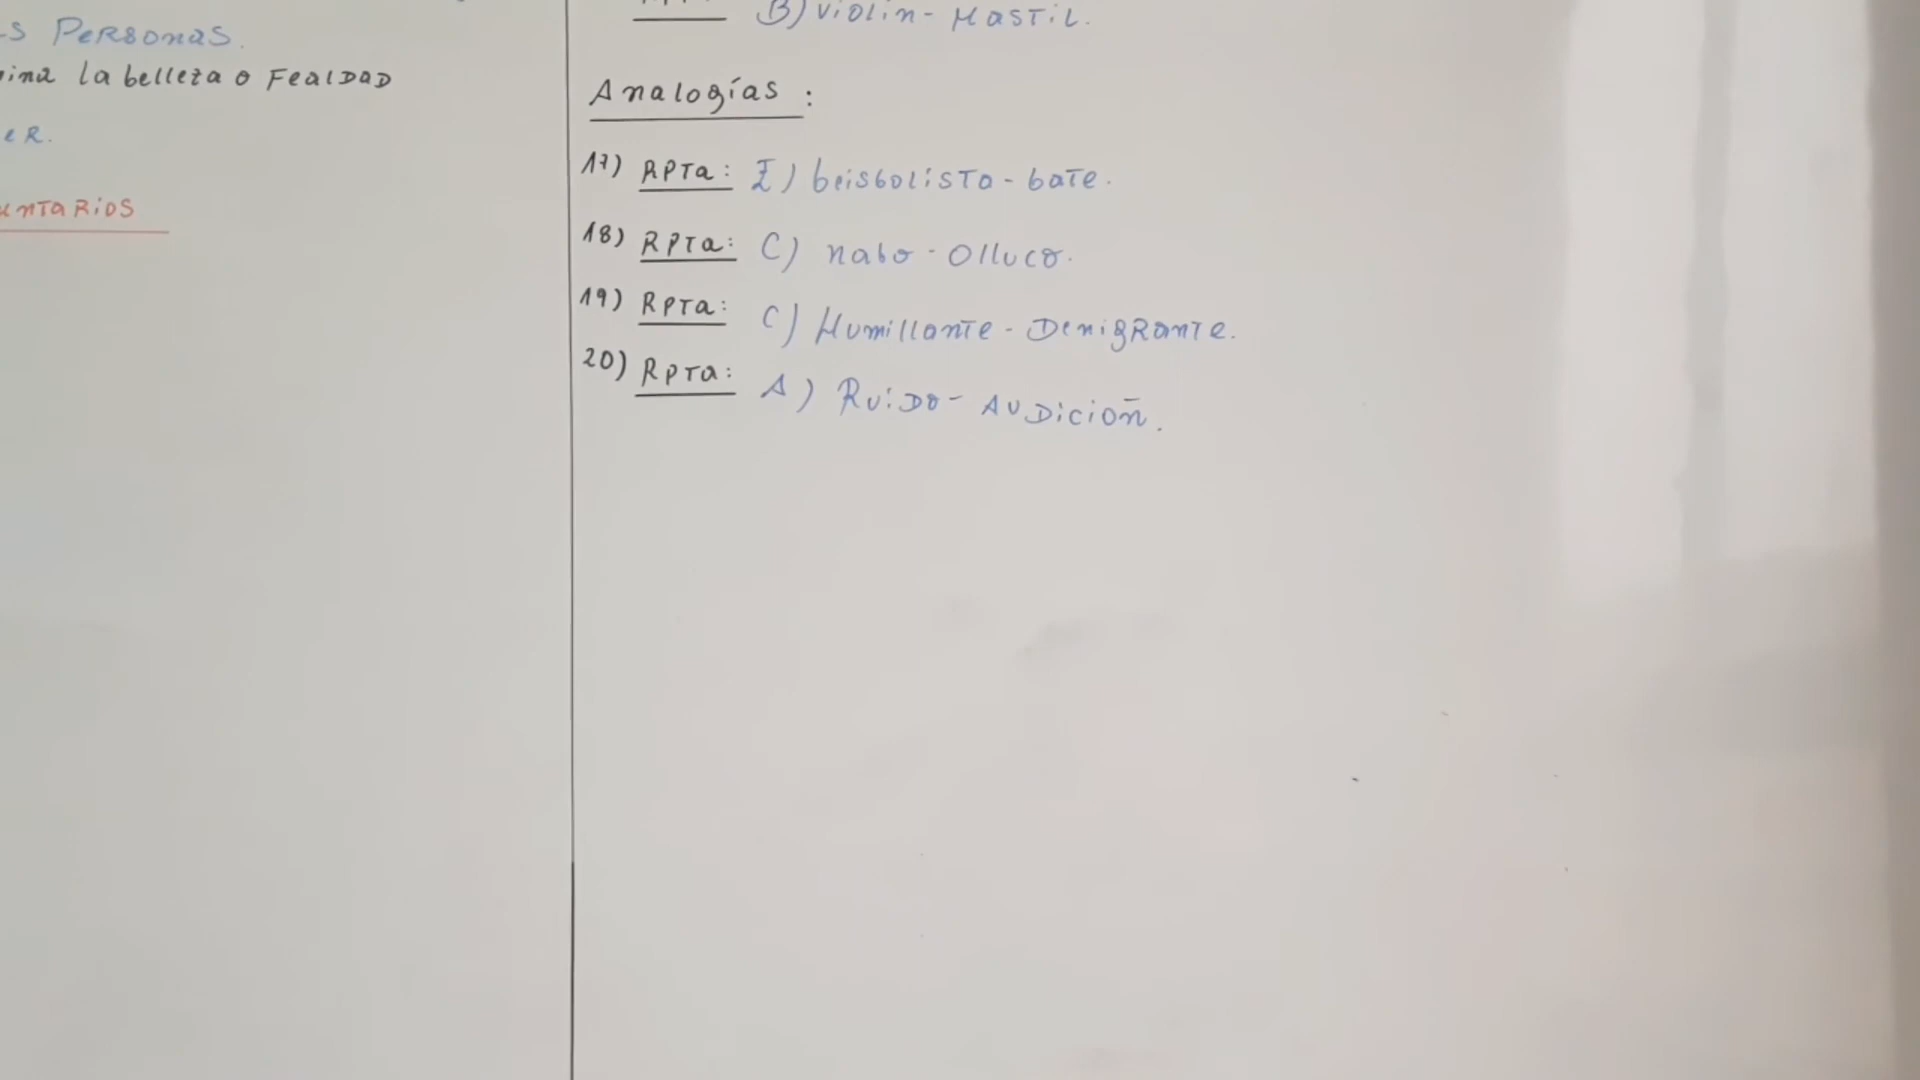 Personas.
la belleza o Fealdad
B) Violin - Mastil.
Analogías :
17) Rpta: E) beisbolista - bate.
18) Rpta: C) nabo - Olluco.
19) Rpta: C) Humillante - Denigrante.
20) Rpta: A) Ruido - Audición.